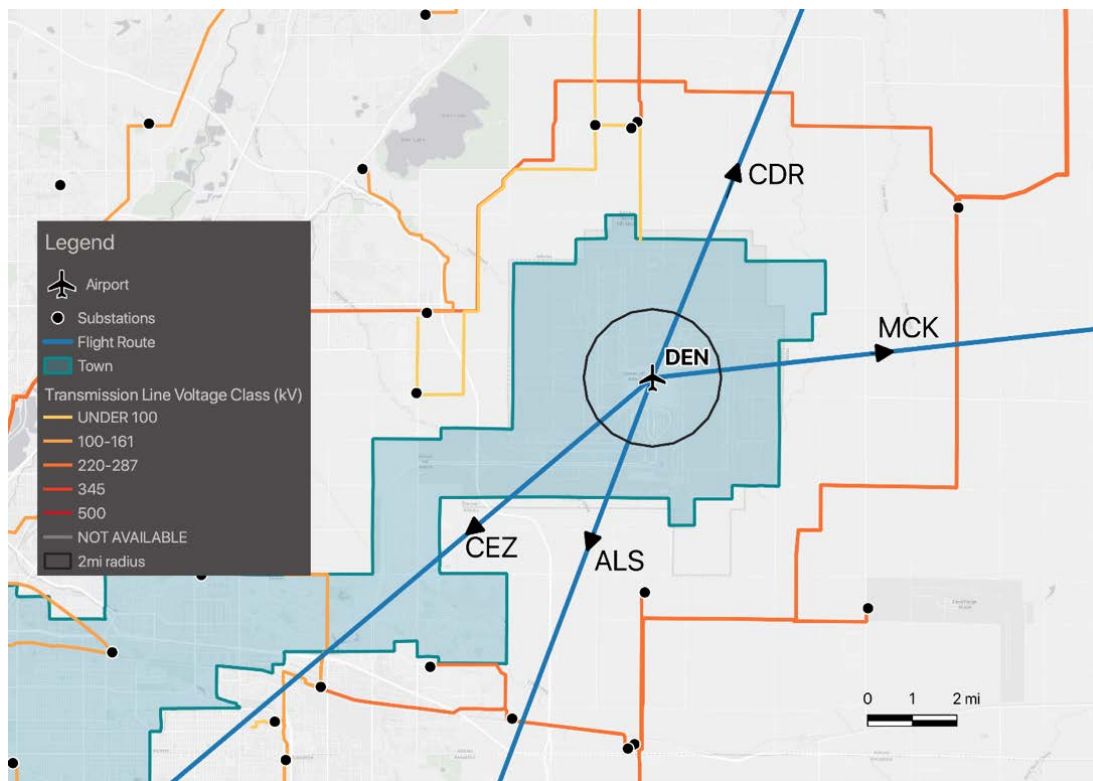 CDR
MCK
DEN
CEZ
ALS
Legend
Airport
Substations
Flight Route
Town
Transmission Line Voltage Class (kV)
UNDER 100
100-161
220-287
345
500
NOT AVAILABLE
2mi radius
0 1 2 mi